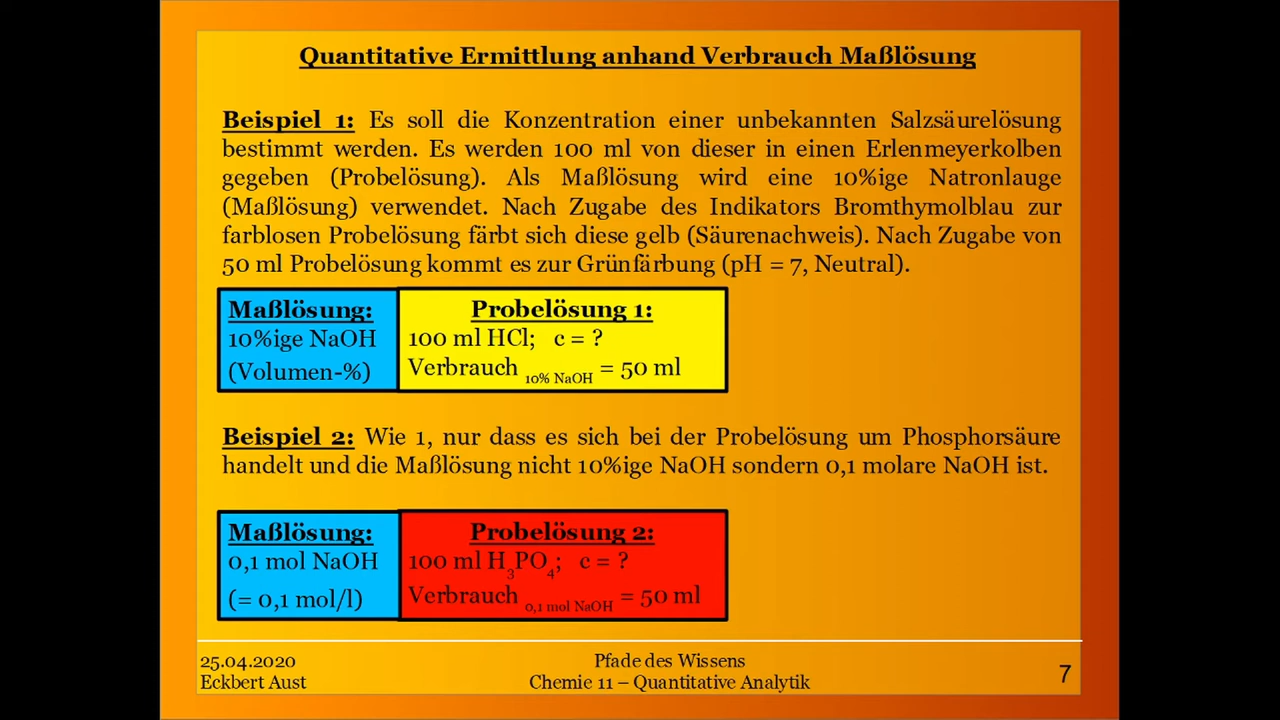 Quantitative Ermittlung anhand Verbrauch Maßlösung
Beispiel 1: Es soll die Konzentration einer unbekannten Salzsäurelösung
bestimmt werden. Es werden 100 ml von dieser in einen Erlenmeyerkolben
gegeben (Probelösung). Als Maßlösung wird eine 10%ige Natronlauge
(Maßlösung) verwendet. Nach Zugabe des Indikators Bromthymolblau zur
farblosen Probelösung färbt sich diese gelb (Säurenachweis). Nach Zugabe von
50 ml Probelösung kommt es zur Grünfärbung (pH = 7, Neutral).
Maßlösung:
10%ige NaOH
(Volumen-%)
Probelösung 1:
100 ml HCl; c = ?
Verbrauch 10% NaOH = 50 ml
Beispiel 2: Wie 1, nur dass es sich bei der Probelösung um Phosphorsäure
handelt und die Maßlösung nicht 10%ige NaOH sondern 0,1 molare NaOH ist.
Maßlösung:
0,1 mol NaOH
(= 0,1 mol/l)
Probelösung 2:
100 ml H3PO4; c = ?
Verbrauch 0,1 mol NaOH = 50 ml
25.04.2020
Eckbert Aust
Pfade des Wissens
Chemie 11 – Quantitative Analytik
7